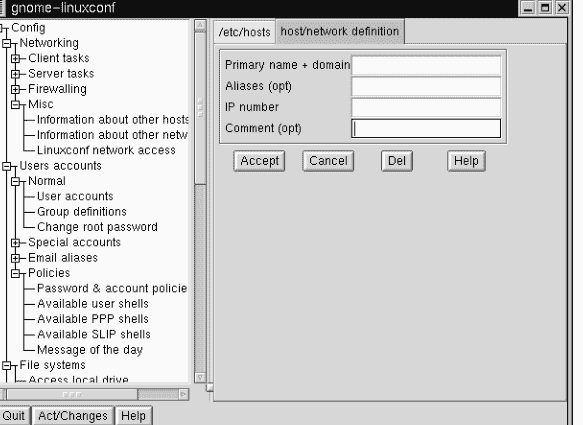 gnome-linuxconf
Config
Networking
Client tasks
Server tasks
Firewalling
Misc
Information about other hosts
Information about other netw
Linuxconf network access
Users accounts
Normal
User accounts
Group definitions
Change root password
Special accounts
Email aliases
Policies
Password & account policie
Available user shells
Available PPP shells
Available SLIP shells
Message of the day
File systems
Access local drive
/etc/hosts host/network definition
Primary name + domain
Aliases (opt)
IP number
Comment (opt)
Accept Cancel Del Help
Quit Act/Changes Help